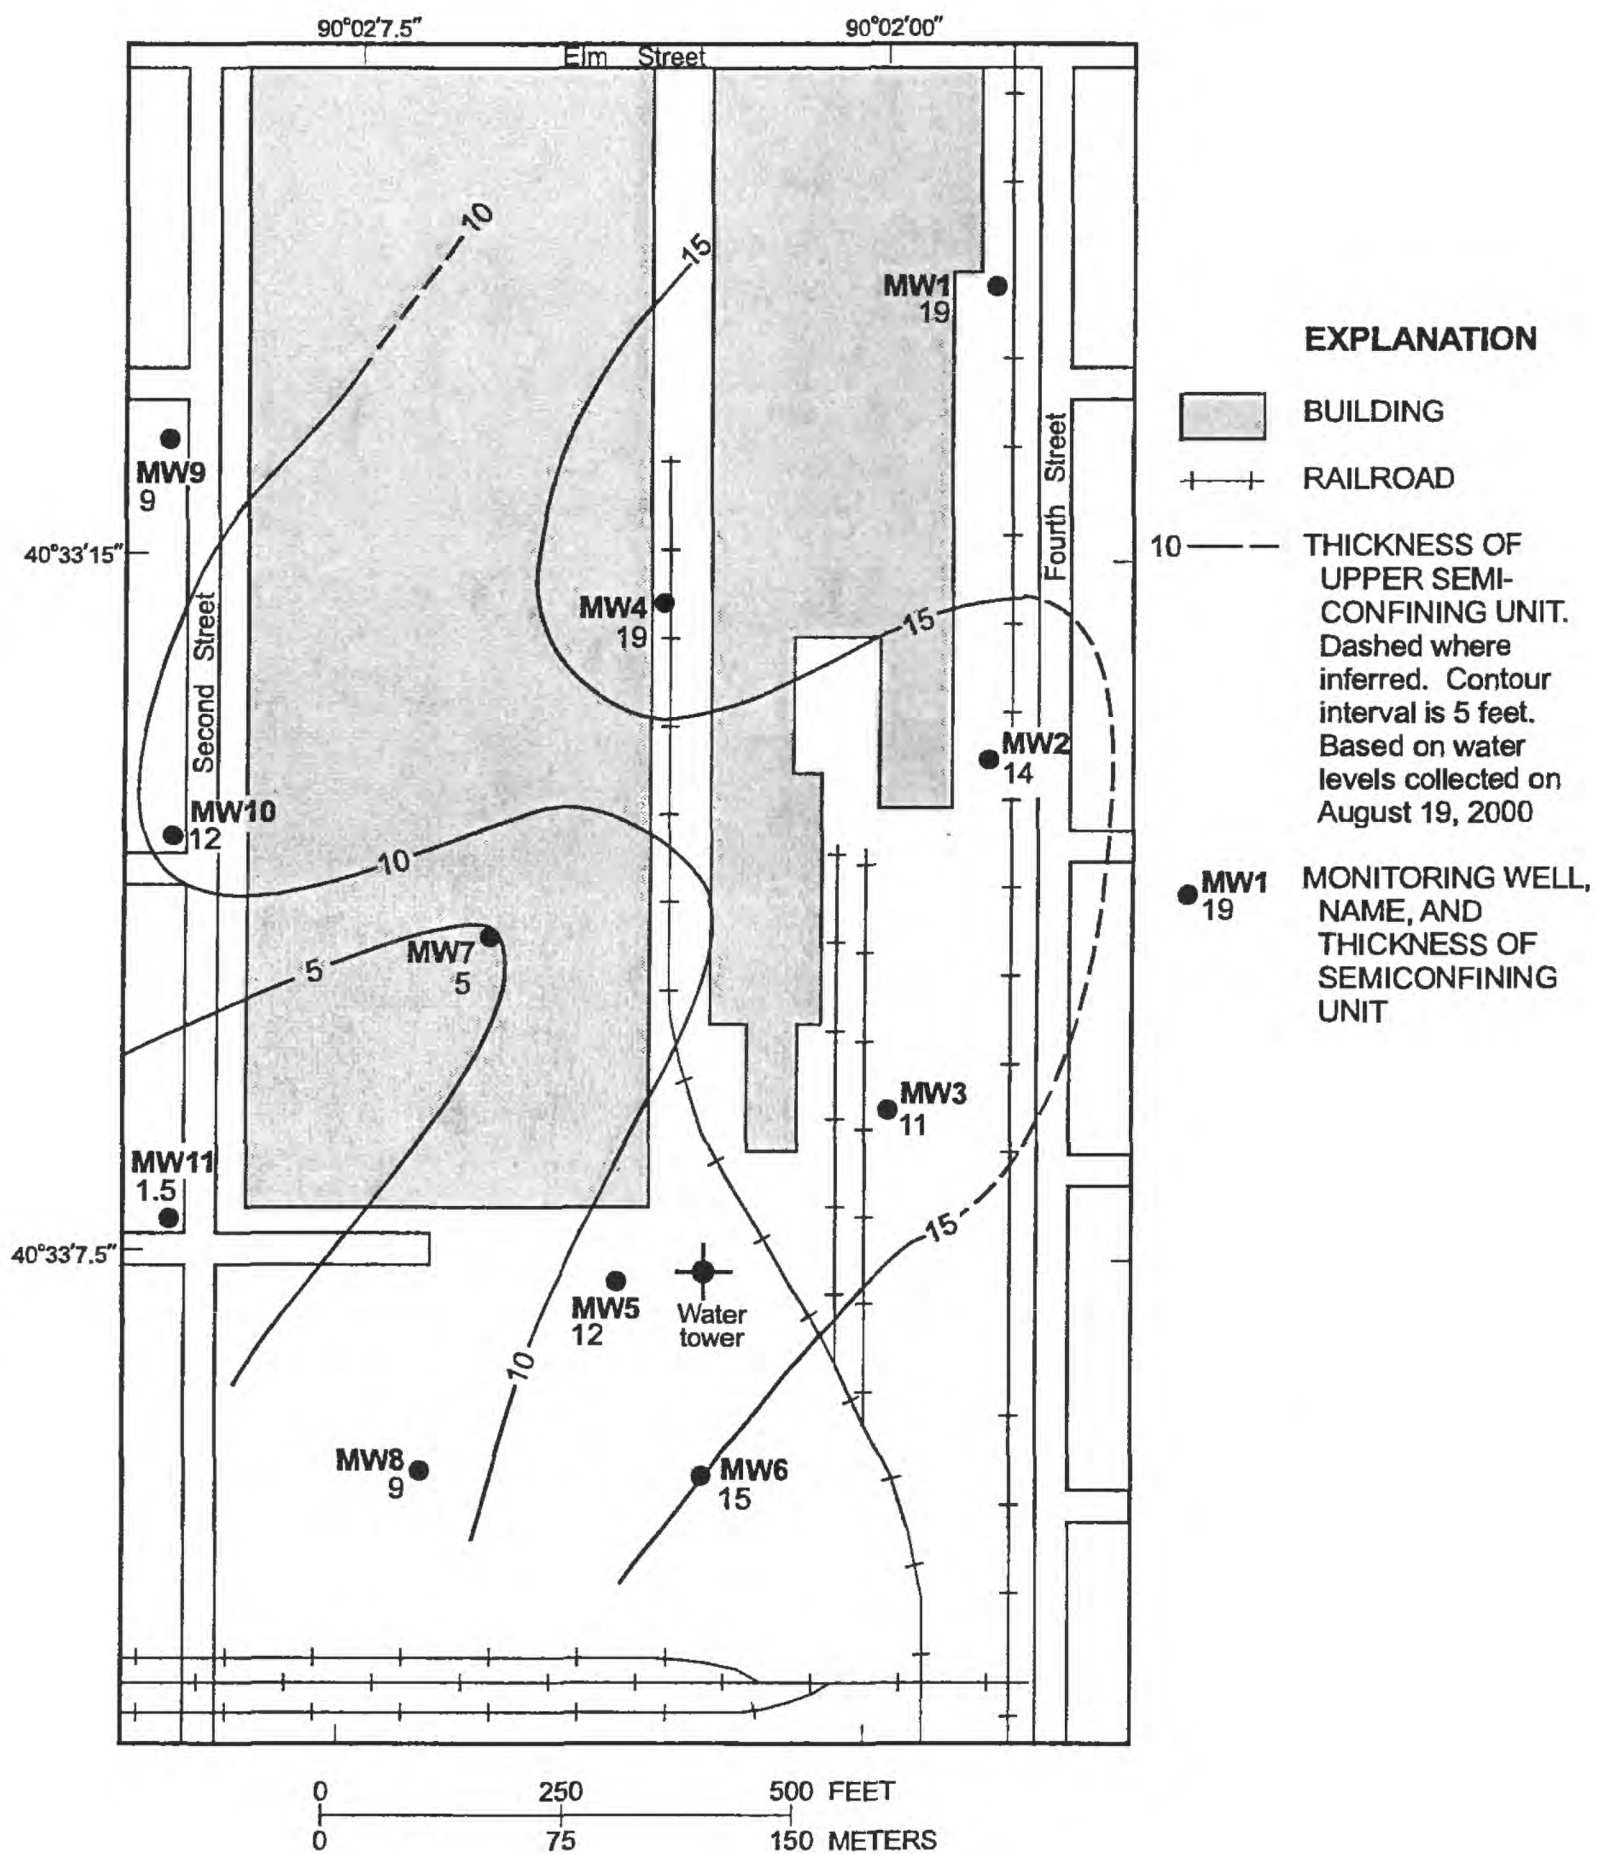 90°02'7.5"
90°02'00"
Elm Street
10
15
MW1
19
MW9
9
40°33'15"
Second Street
Fourth Street
MW4
19
15
MW2
14
MW10
12
10
MW7
5
5
MW3
11
MW11
1.5
15
40°33'7.5"
MW5
12
Water
tower
10
MW8
9
MW6
15
0 250 500 FEET
0 75 150 METERS
EXPLANATION
BUILDING
RAILROAD
10
THICKNESS OF
UPPER SEMI-
CONFINING UNIT.
Dashed where
inferred. Contour
interval is 5 feet.
Based on water
levels collected on
August 19, 2000
MW1
19
MONITORING WELL,
NAME, AND
THICKNESS OF
SEMICONFINING
UNIT